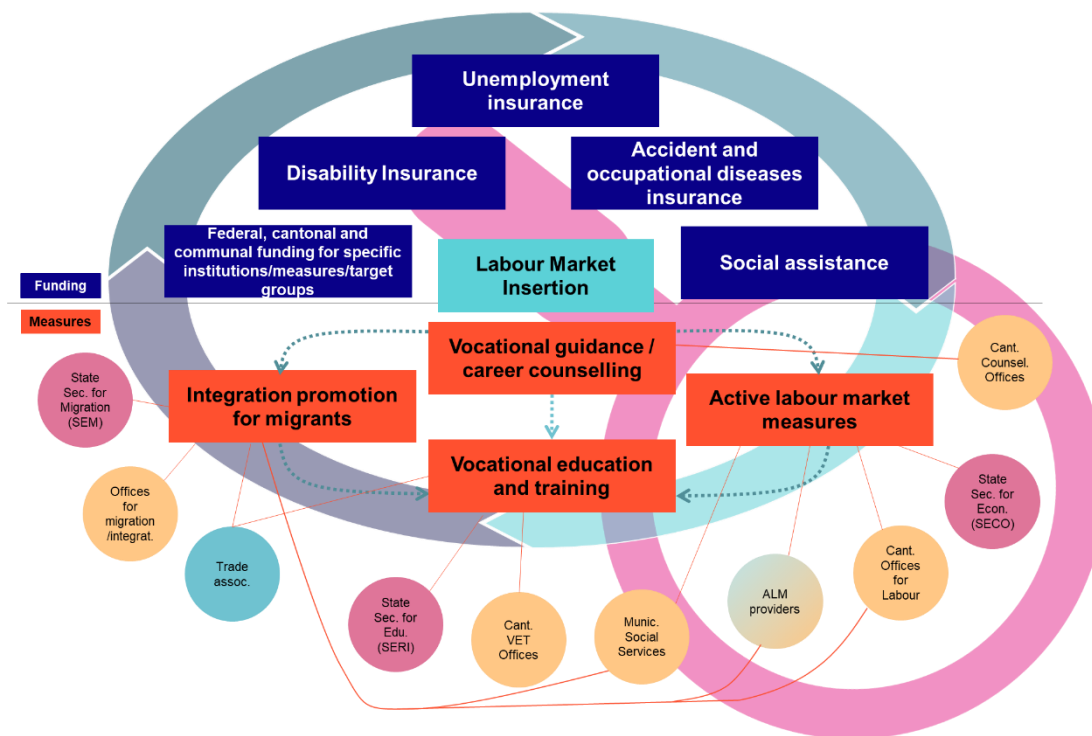 Unemployment
insurance
Disability Insurance
Accident and
occupational diseases
insurance
Federal, cantonal and
communal funding for specific
institutions/measures/target
groups
Labour Market
Insertion
Social assistance
Funding
Measures
Vocational guidance /
career counselling
Cant.
Counsel.
Offices
State
Sec. for
Migration
(SEM)
Integration promotion
for migrants
Active labour market
measures
Vocational education
and training
Offices
for
migration
/integrat.
State
Sec. for
Econ.
(SECO)
Trade
assoc.
State
Sec. for
Edu.
(SERI)
Cant.
VET
Offices
Munic.
Social
Services
ALM
providers
Cant.
Offices
for
Labour